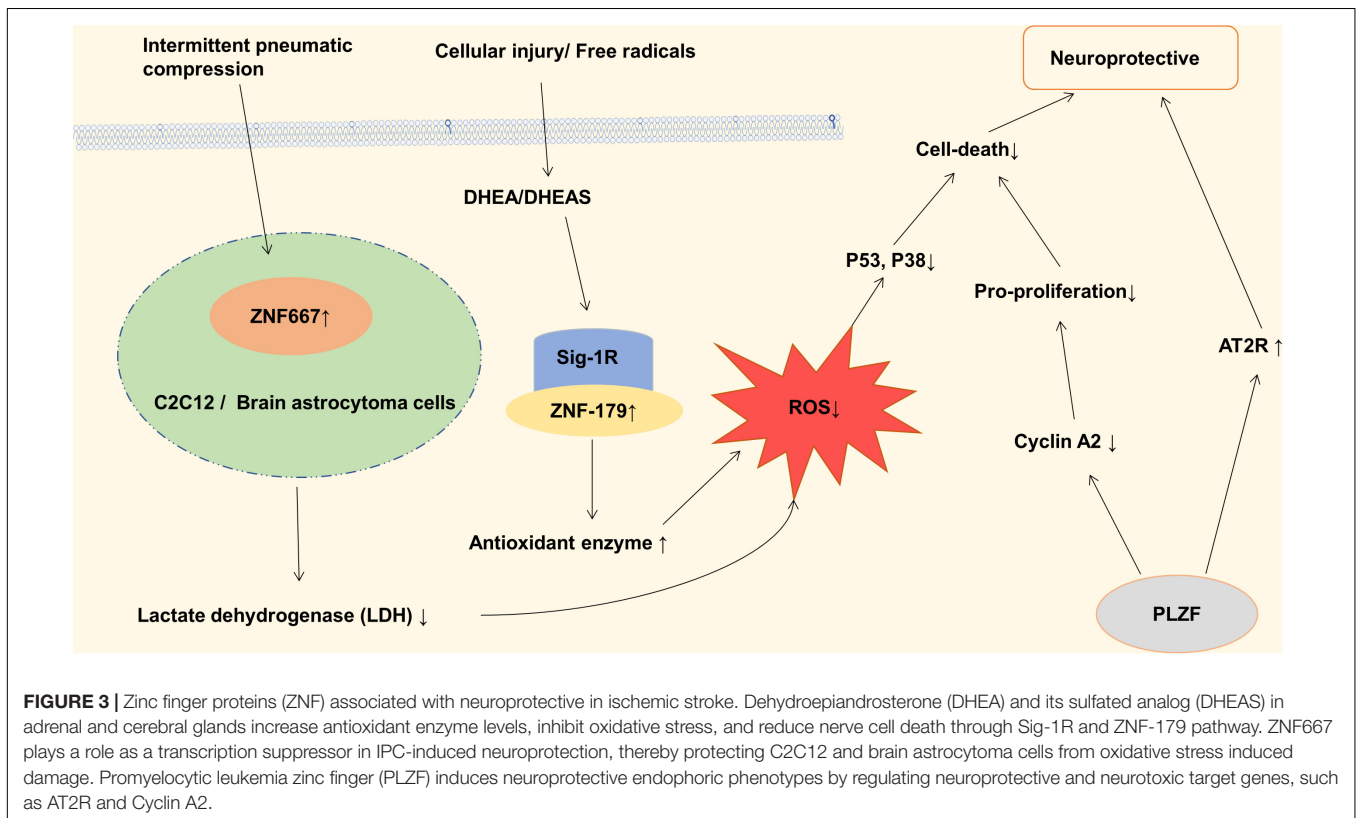 Intermittent pneumatic
compression
Cellular injury/ Free radicals
Neuroprotective
Cell-death↓
DHEA/DHEAS
P53, P38↓
Pro-proliferation↓
ZNF667↑
Sig-1R
AT2R ↑
C2C12 / Brain astrocytoma cells
ZNF-179↑
ROS↓
Cyclin A2 ↓
Antioxidant enzyme ↑
Lactate dehydrogenase (LDH) ↓
PLZF
FIGURE 3 | Zinc finger proteins (ZNF) associated with neuroprotective in ischemic stroke. Dehydroepiandrosterone (DHEA) and its sulfated analog (DHEAS) in
adrenal and cerebral glands increase antioxidant enzyme levels, inhibit oxidative stress, and reduce nerve cell death through Sig-1R and ZNF-179 pathway. ZNF667
plays a role as a transcription suppressor in IPC-induced neuroprotection, thereby protecting C2C12 and brain astrocytoma cells from oxidative stress induced
damage. Promyelocytic leukemia zinc finger (PLZF) induces neuroprotective endophoric phenotypes by regulating neuroprotective and neurotoxic target genes, such
as AT2R and Cyclin A2.